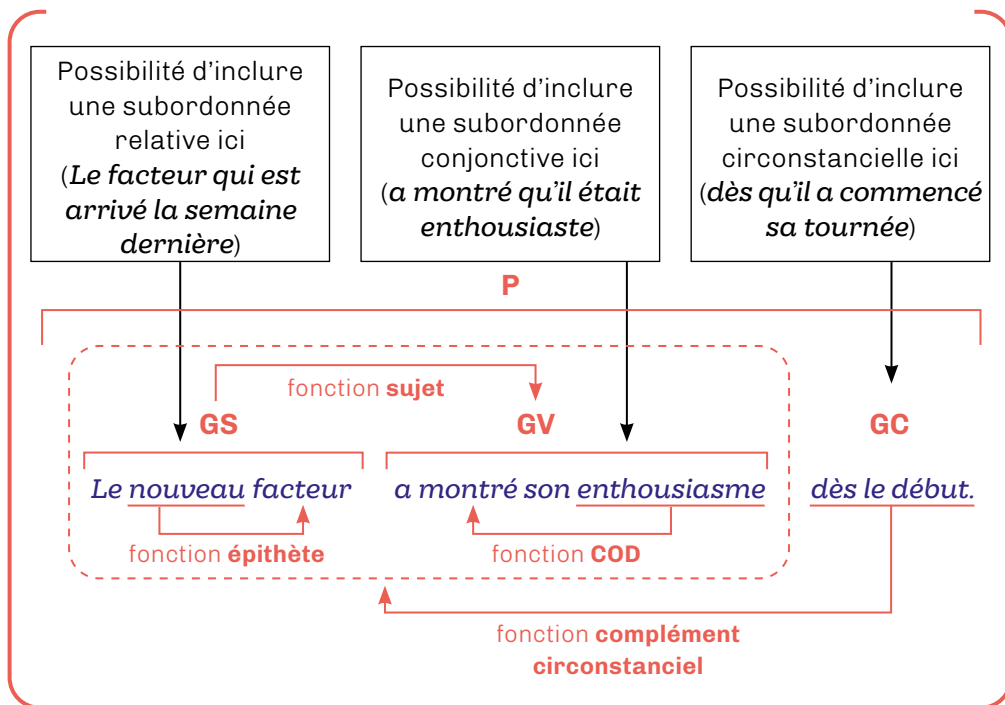 Possibilité d'inclure
une subordonnée
relative ici
(Le facteur qui est
arrivé la semaine
dernière)
Possibilité d'inclure
une subordonnée
conjonctive ici
(a montré qu'il était
enthousiaste)
Possibilité d'inclure
une subordonnée
circonstancielle ici
(dès qu'il a commencé
sa tournée)
P
fonction sujet
GS
GV
GC
Le nouveau facteur
a montré son enthousiasme
dès le début.
fonction épithète
fonction COD
fonction complément
circonstanciel